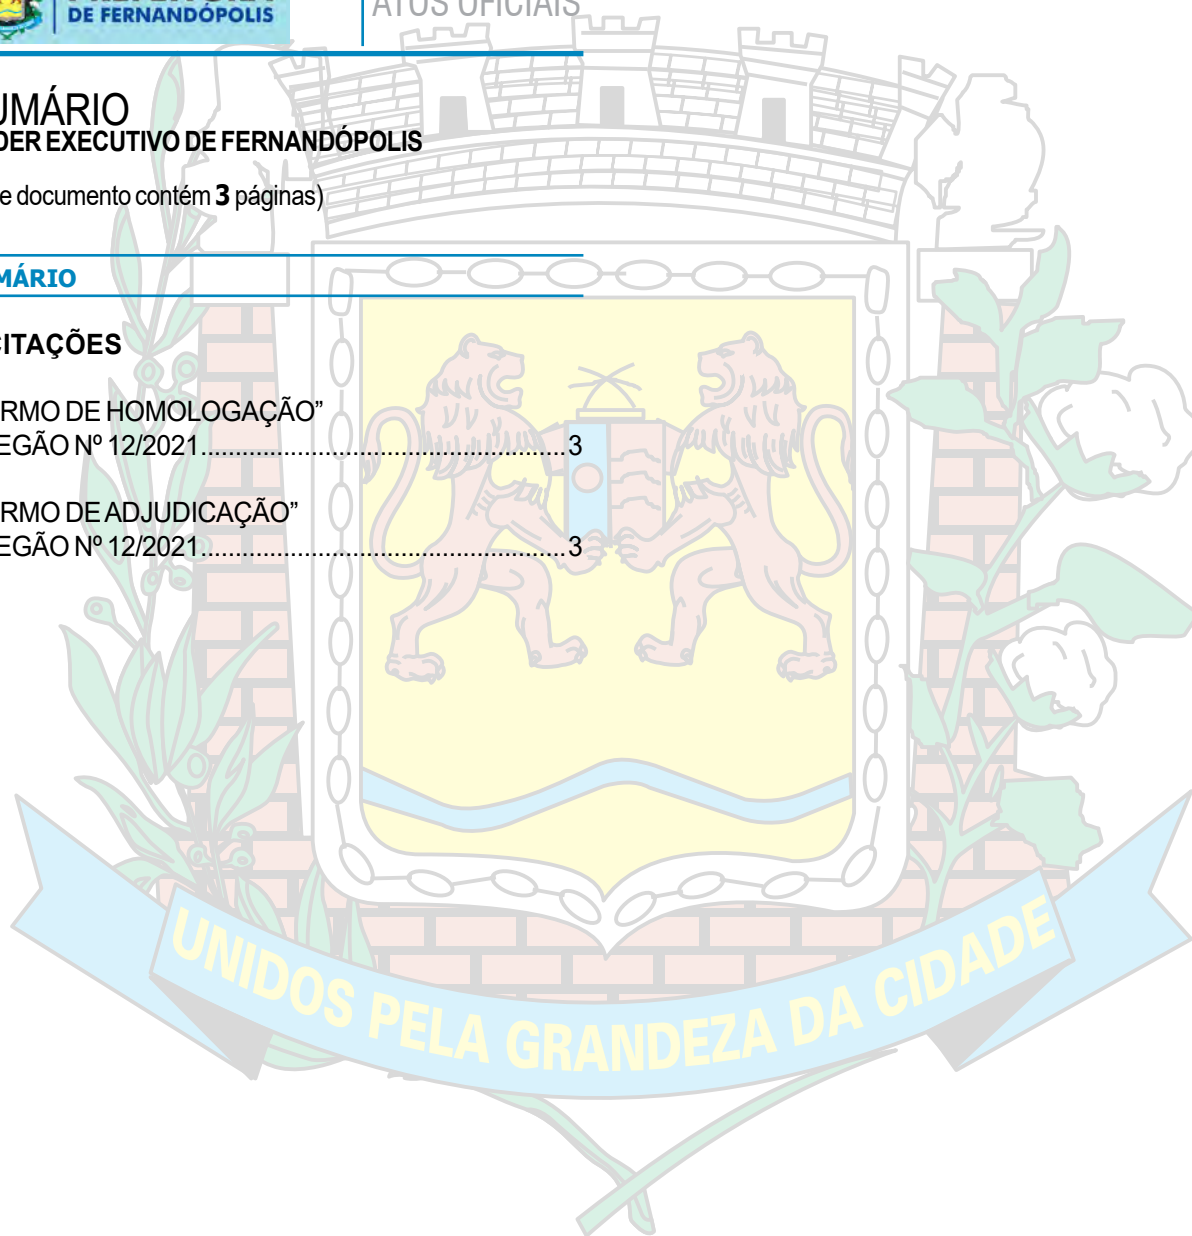 DE FERNANDÓPOLIS
ATOS OFICIAIS
UMÁRIO
DER EXECUTIVO DE FERNANDÓPOLIS
e documento contém 3 páginas)
MÁRIO
CITAÇÕES
RMO DE HOMOLOGAÇÃO”
EGÃO Nº 12/2021......................................................3
RMO DE ADJUDICAÇÃO”
EGÃO Nº 12/2021......................................................3
UNIDOS PELA GRANDEZA DA CIDADE